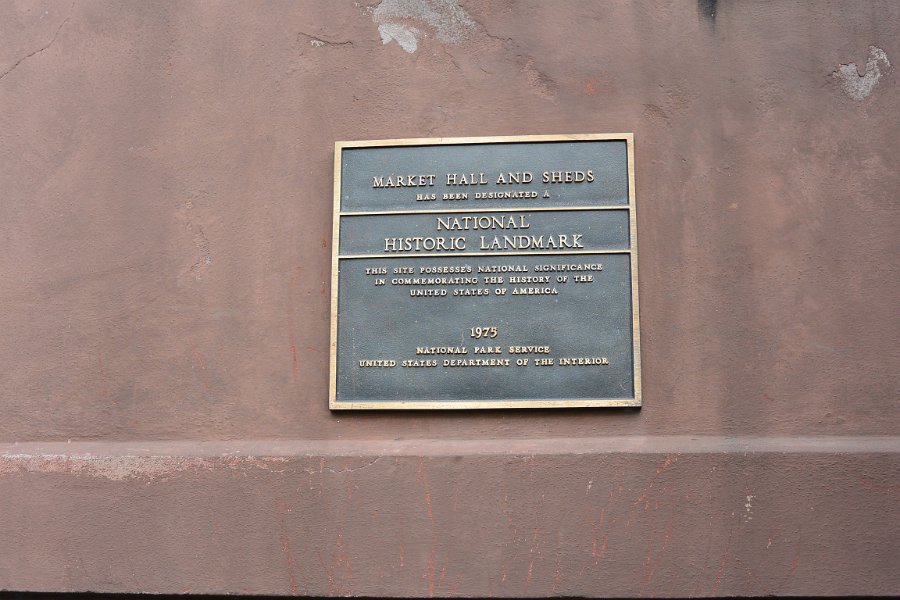 MARKET HALL AND SHEDS
HAS BEEN DESIGNATED A
NATIONAL
HISTORIC LANDMARK
THIS SITE POSSESSES NATIONAL SIGNIFICANCE
IN COMMEMORATING THE HISTORY OF THE
UNITED STATES OF AMERICA
1975
NATIONAL PARK SERVICE
UNITED STATES DEPARTMENT OF THE INTERIOR